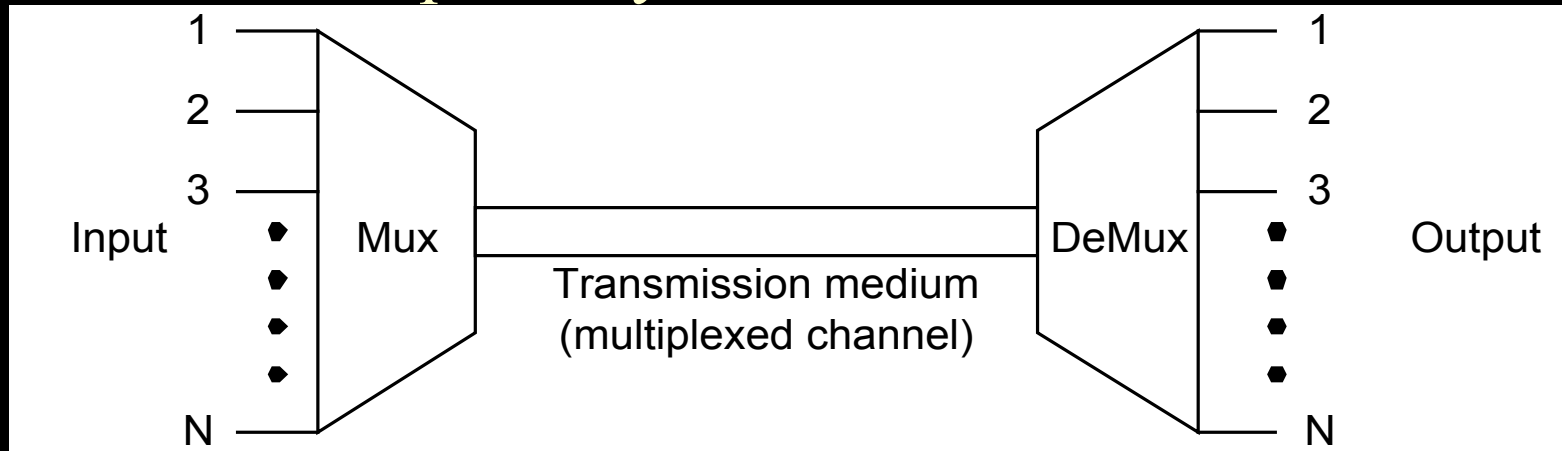 1
2
3
Input
Mux
N
Transmission medium
(multiplexed channel)
DeMux
1
2
3
Output
N